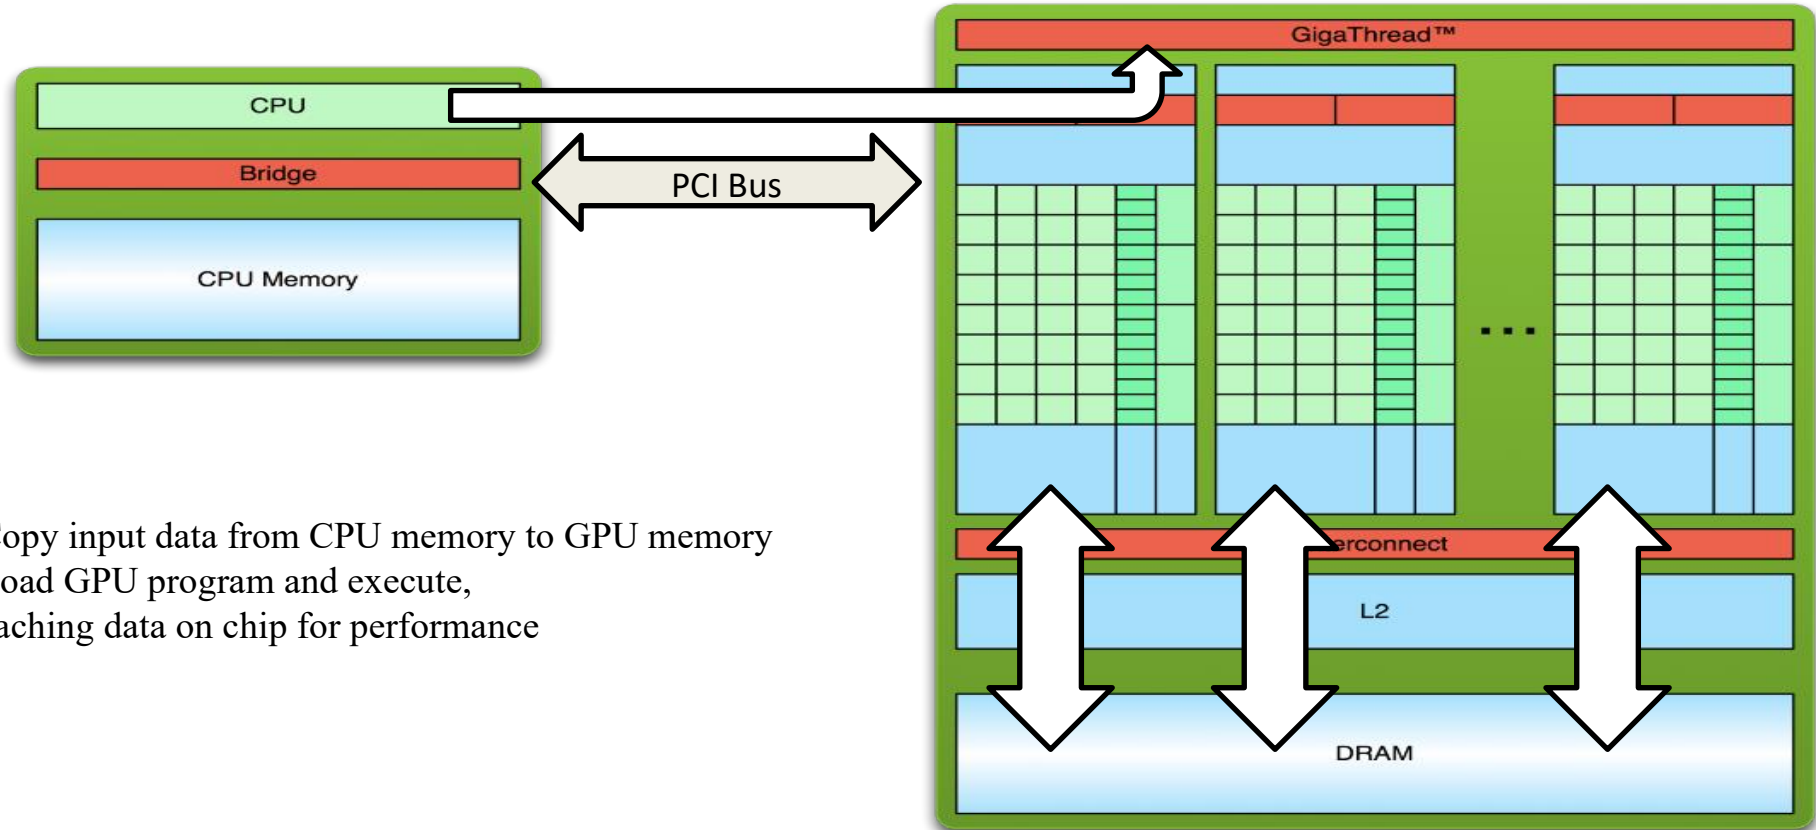 GigaThread™
CPU
Bridge
PCI Bus
CPU Memory
opy input data from CPU memory to GPU memory
oad GPU program and execute,
aching data on chip for performance
erconnect
L2
DRAM